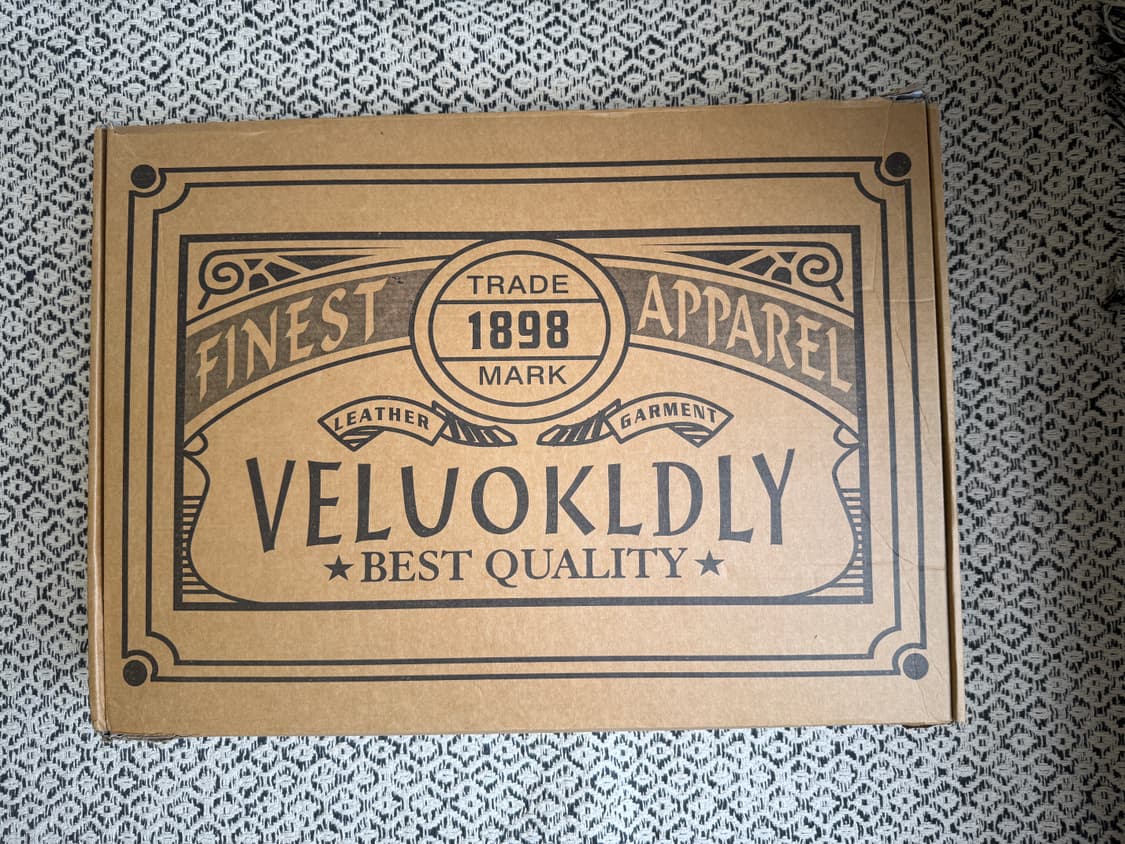 TRADE
FINEST 1898 APPAREL
MARK
LEATHER GARMENT
VELUOKLDLY
★BEST QUALITY★